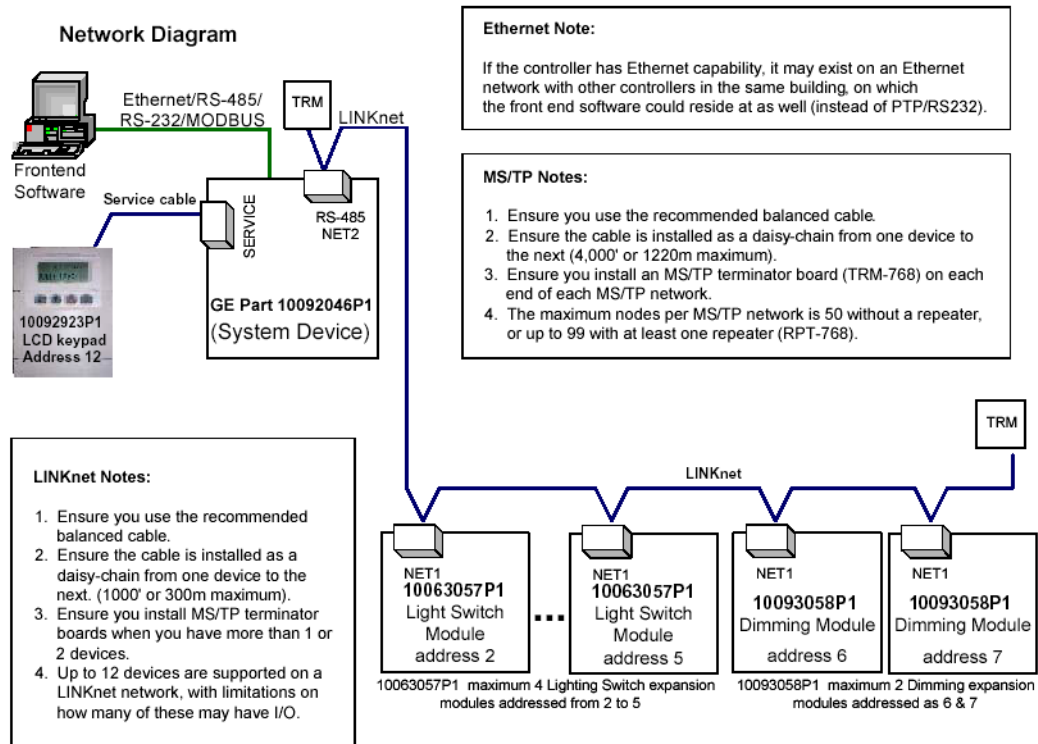 Network Diagram
Ethernet/RS-485/
RS-232/MODBUS
TRM
LINKnet
Frontend
Software
Service cable
SERVICE
RS-485
NET2
GE Part 10092046P1
(System Device)
10092923P1
LCD keypad
Address 12
Ethernet Note:
If the controller has Ethernet capability, it may exist on an Ethernet
network with other controllers in the same building, on which
the front end software could reside at as well (instead of PTP/RS232).
MS/TP Notes:
1. Ensure you use the recommended balanced cable.
2. Ensure the cable is installed as a daisy-chain from one device to
the next (4,000' or 1220m maximum).
3. Ensure you install an MS/TP terminator board (TRM-768) on each
end of each MS/TP network.
4. The maximum nodes per MS/TP network is 50 without a repeater,
or up to 99 with at least one repeater (RPT-768).
LINKnet Notes:
1. Ensure you use the recommended
balanced cable.
2. Ensure the cable is installed as a
daisy-chain from one device to the
next. (1000' or 300m maximum).
3. Ensure you install MS/TP terminator
boards when you have more than 1 or
2 devices.
4. Up to 12 devices are supported on a
LINKnet network, with limitations on
how many of these may have I/O.
TRM
LINKnet
NET1
10063057P1
Light Switch
Module
address 2
...
NET1
10063057P1
Light Switch
Module
address 5
NET1
10093058P1
Dimming Module
address 6
NET1
10093058P1
Dimming Module
address 7
10063057P1 maximum 4 Lighting Switch expansion
modules addressed from 2 to 5
10093058P1 maximum 2 Dimming expansion
modules addressed as 6 & 7